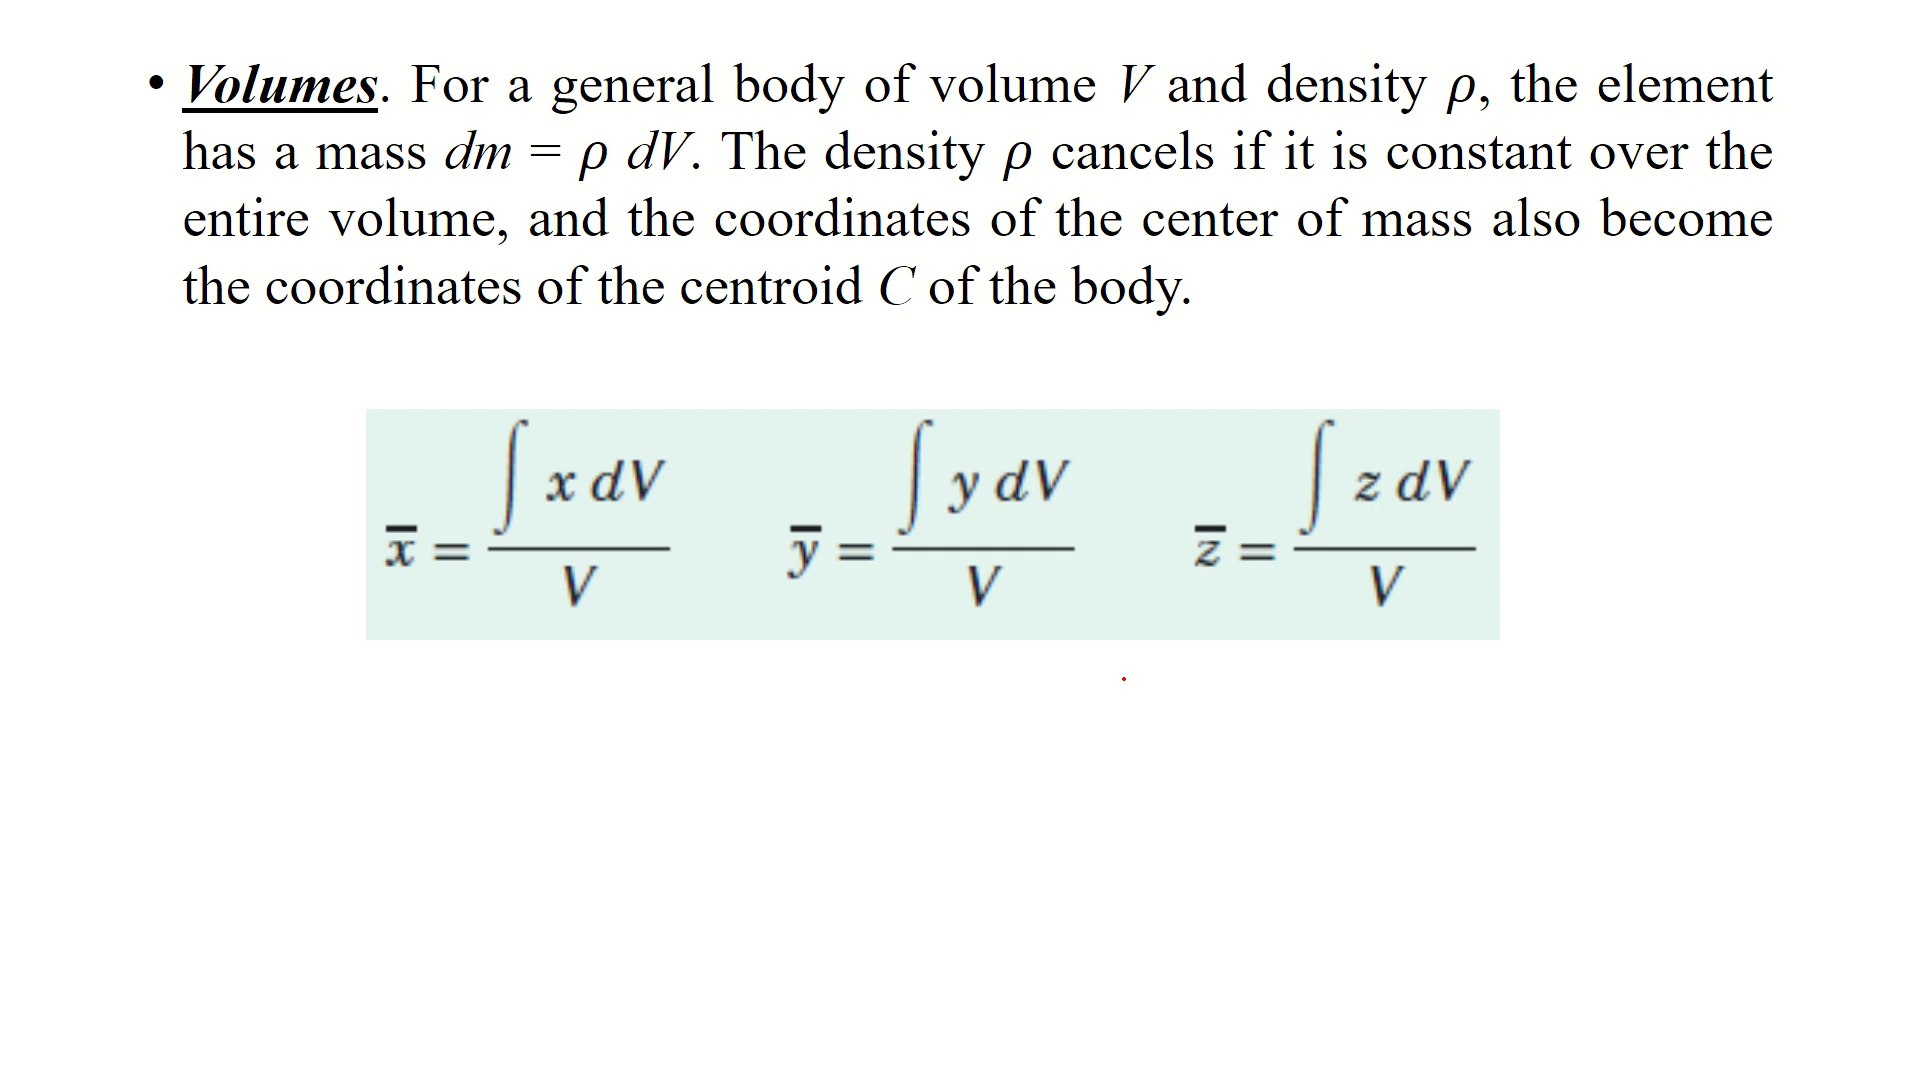 • Volumes. For a general body of volume V and density ρ, the element
has a mass dm = ρ dV. The density ρ cancels if it is constant over the
entire volume, and the coordinates of the center of mass also become
the coordinates of the centroid C of the body.
x̅ = ∫ x dV / V   y̅ = ∫ y dV / V   z̅ = ∫ z dV / V